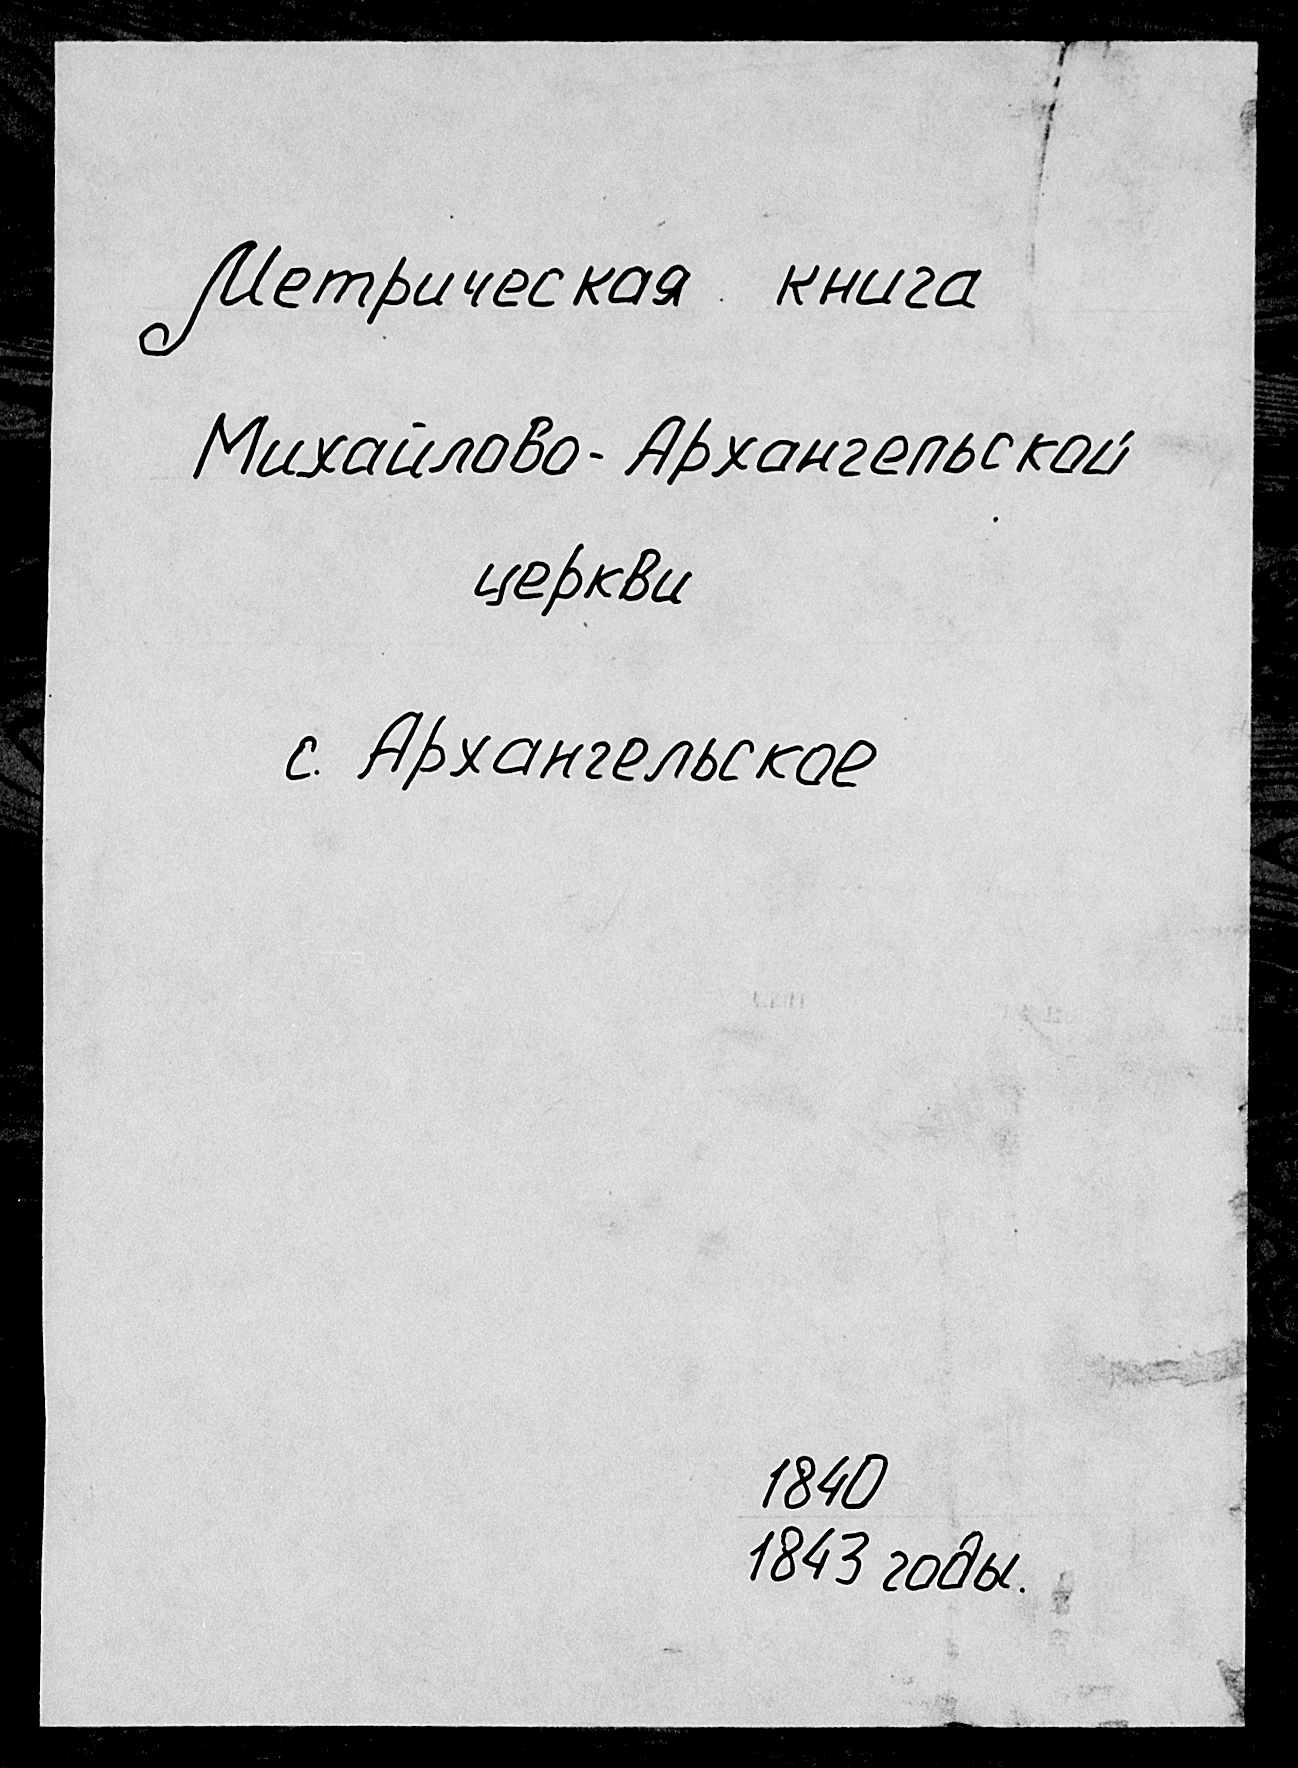 Метрическая книга
Михайлово-Архангельской
церкви
с. Архангельское
1840
1843 годы.